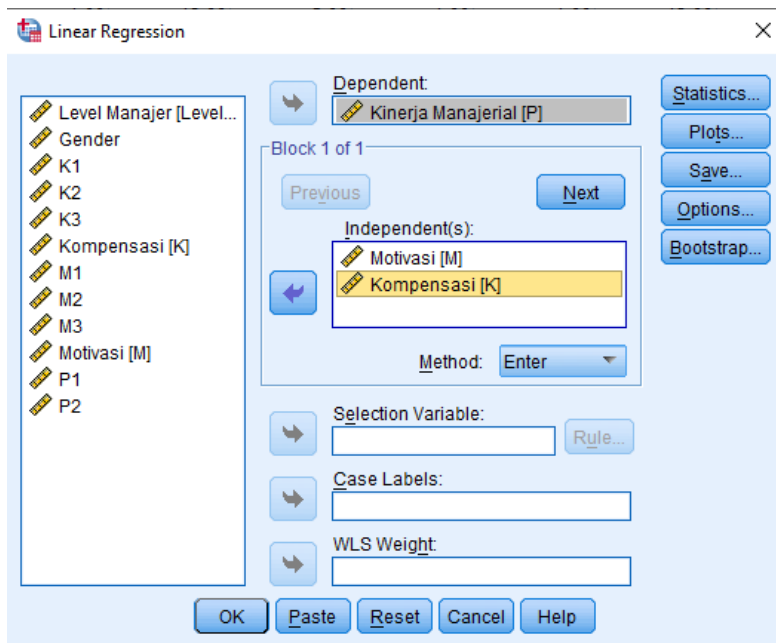 Linear Regression
Level Manajer [Level...
Gender
K1
K2
K3
Kompensasi [K]
M1
M2
M3
Motivasi [M]
P1
P2
Dependent:
Kinerja Manajerial [P]
Block 1 of 1
Previous
Next
Independent(s):
Motivasi [M]
Kompensasi [K]
Method:
Enter
Selection Variable:
Rule...
Case Labels:
WLS Weight:
Statistics...
Plots...
Save...
Options...
Bootstrap...
OK
Paste
Reset
Cancel
Help